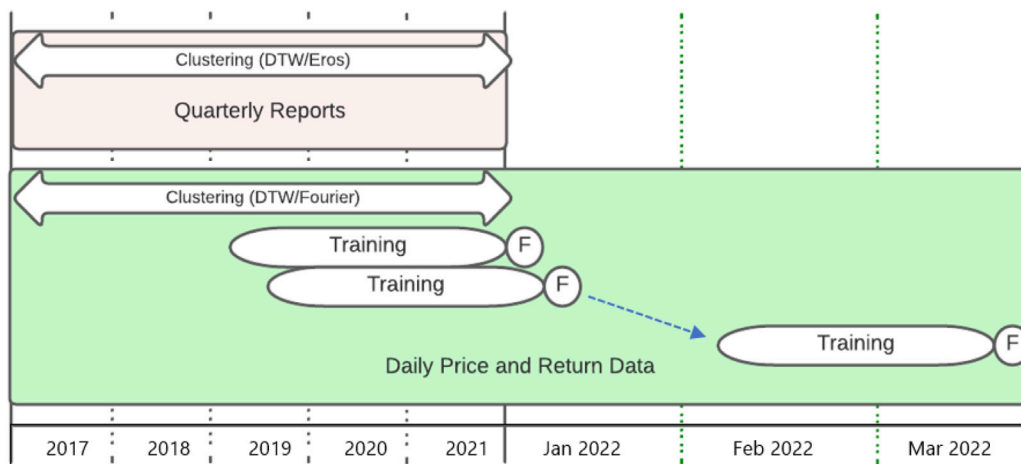 Clustering (DTW/Eros)
Quarterly Reports
Clustering (DTW/Fourier)
Training F
Training F
Training F
Daily Price and Return Data
2017 2018 2019 2020 2021 Jan 2022 Feb 2022 Mar 2022